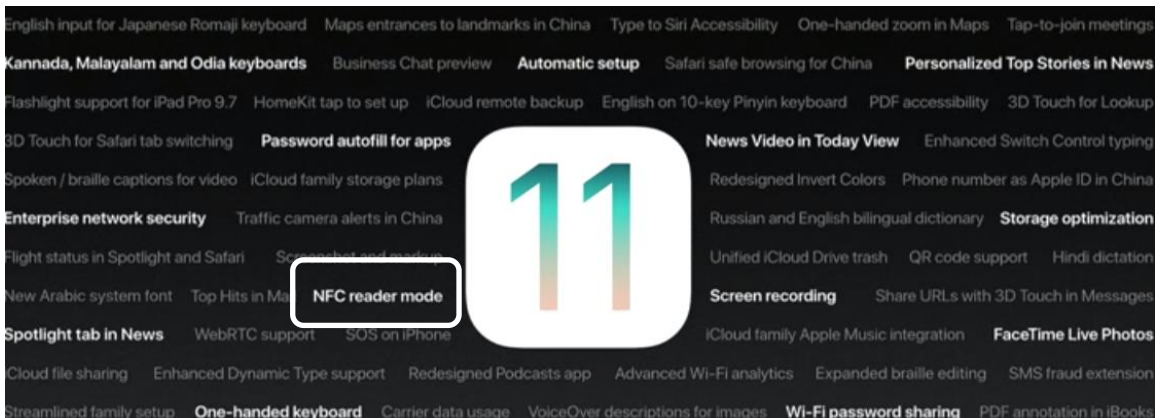 English input for Japanese Romaji keyboard Maps entrances to landmarks in China Type to Siri Accessibility One-handed zoom in Maps Tap-to-join meetings
Kannada, Malayalam and Odia keyboards Business Chat preview Automatic setup Safari safe browsing for China Personalized Top Stories in News
Flashlight support for iPad Pro 9.7 HomeKit tap to set up iCloud remote backup English on 10-key Pinyin keyboard PDF accessibility 3D Touch for Lookup
3D Touch for Safari tab switching Password autofill for apps News Video in Today View Enhanced Switch Control typing
Spoken / braille captions for video iCloud family storage plans Redesigned Invert Colors Phone number as Apple ID in China
11
Enterprise network security Traffic camera alerts in China Russian and English bilingual dictionary Storage optimization
Flight status in Spotlight and Safari Screenshot and markup Unified iCloud Drive trash QR code support Hindi dictation
New Arabic system font Top Hits in Ma NFC reader mode Screen recording Share URLs with 3D Touch in Messages
Spotlight tab in News WebRTC support SOS on iPhone iCloud family Apple Music integration FaceTime Live Photos
iCloud file sharing Enhanced Dynamic Type support Redesigned Podcasts app Advanced Wi-Fi analytics Expanded braille editing SMS fraud extension
Streamlined family setup One-handed keyboard Carrier data usage VoiceOver descriptions for images Wi-Fi password sharing PDF annotation in iBooks